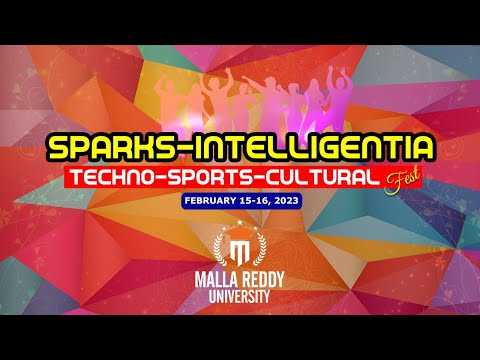 SPARKS-INTELLIGENTIA
TECHNO-SPORTS-CULTURAL Fest
FEBRUARY 15-16, 2023
MALLA REDDY
UNIVERSITY